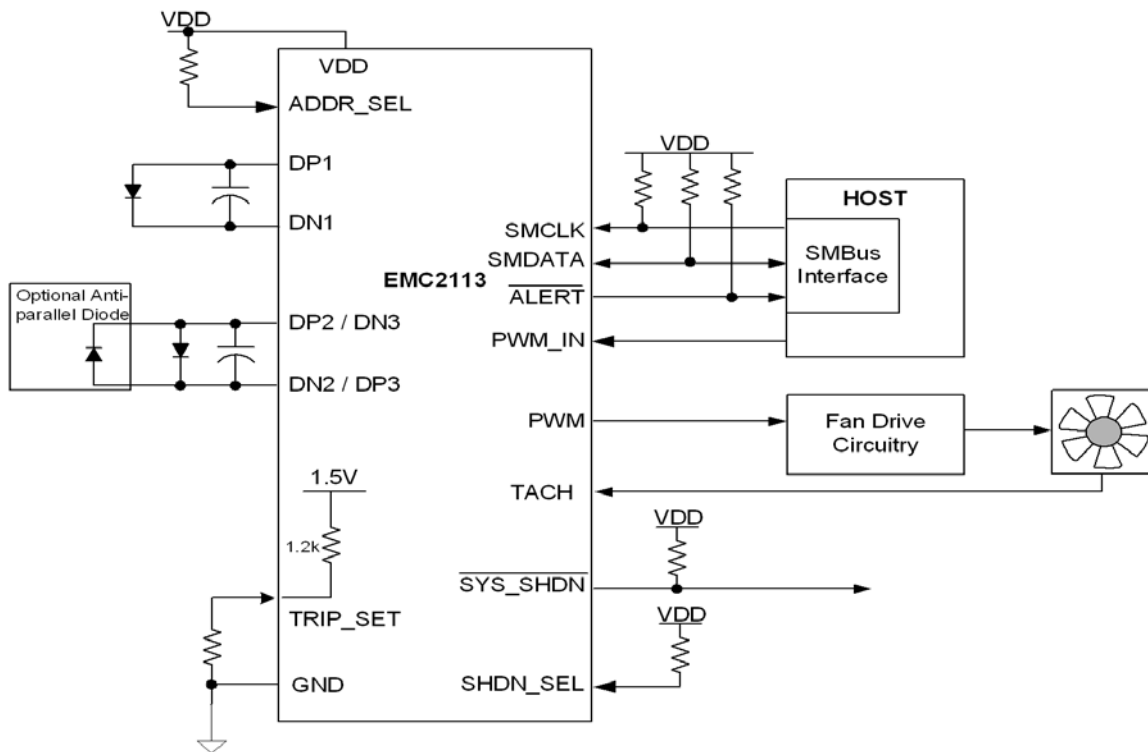 VDD
VDD
ADDR_SEL
DP1
DN1
EMC2113
Optional Anti-
parallel Diode
DP2 / DN3
DN2 / DP3
1.5V
1.2k
TRIP_SET
GND
VDD
HOST
SMBus
Interface
SMCLK
SMDATA
ALERT
PWM_IN
PWM
Fan Drive
Circuitry
TACH
VDD
SYS_SHDN
VDD
SHDN_SEL